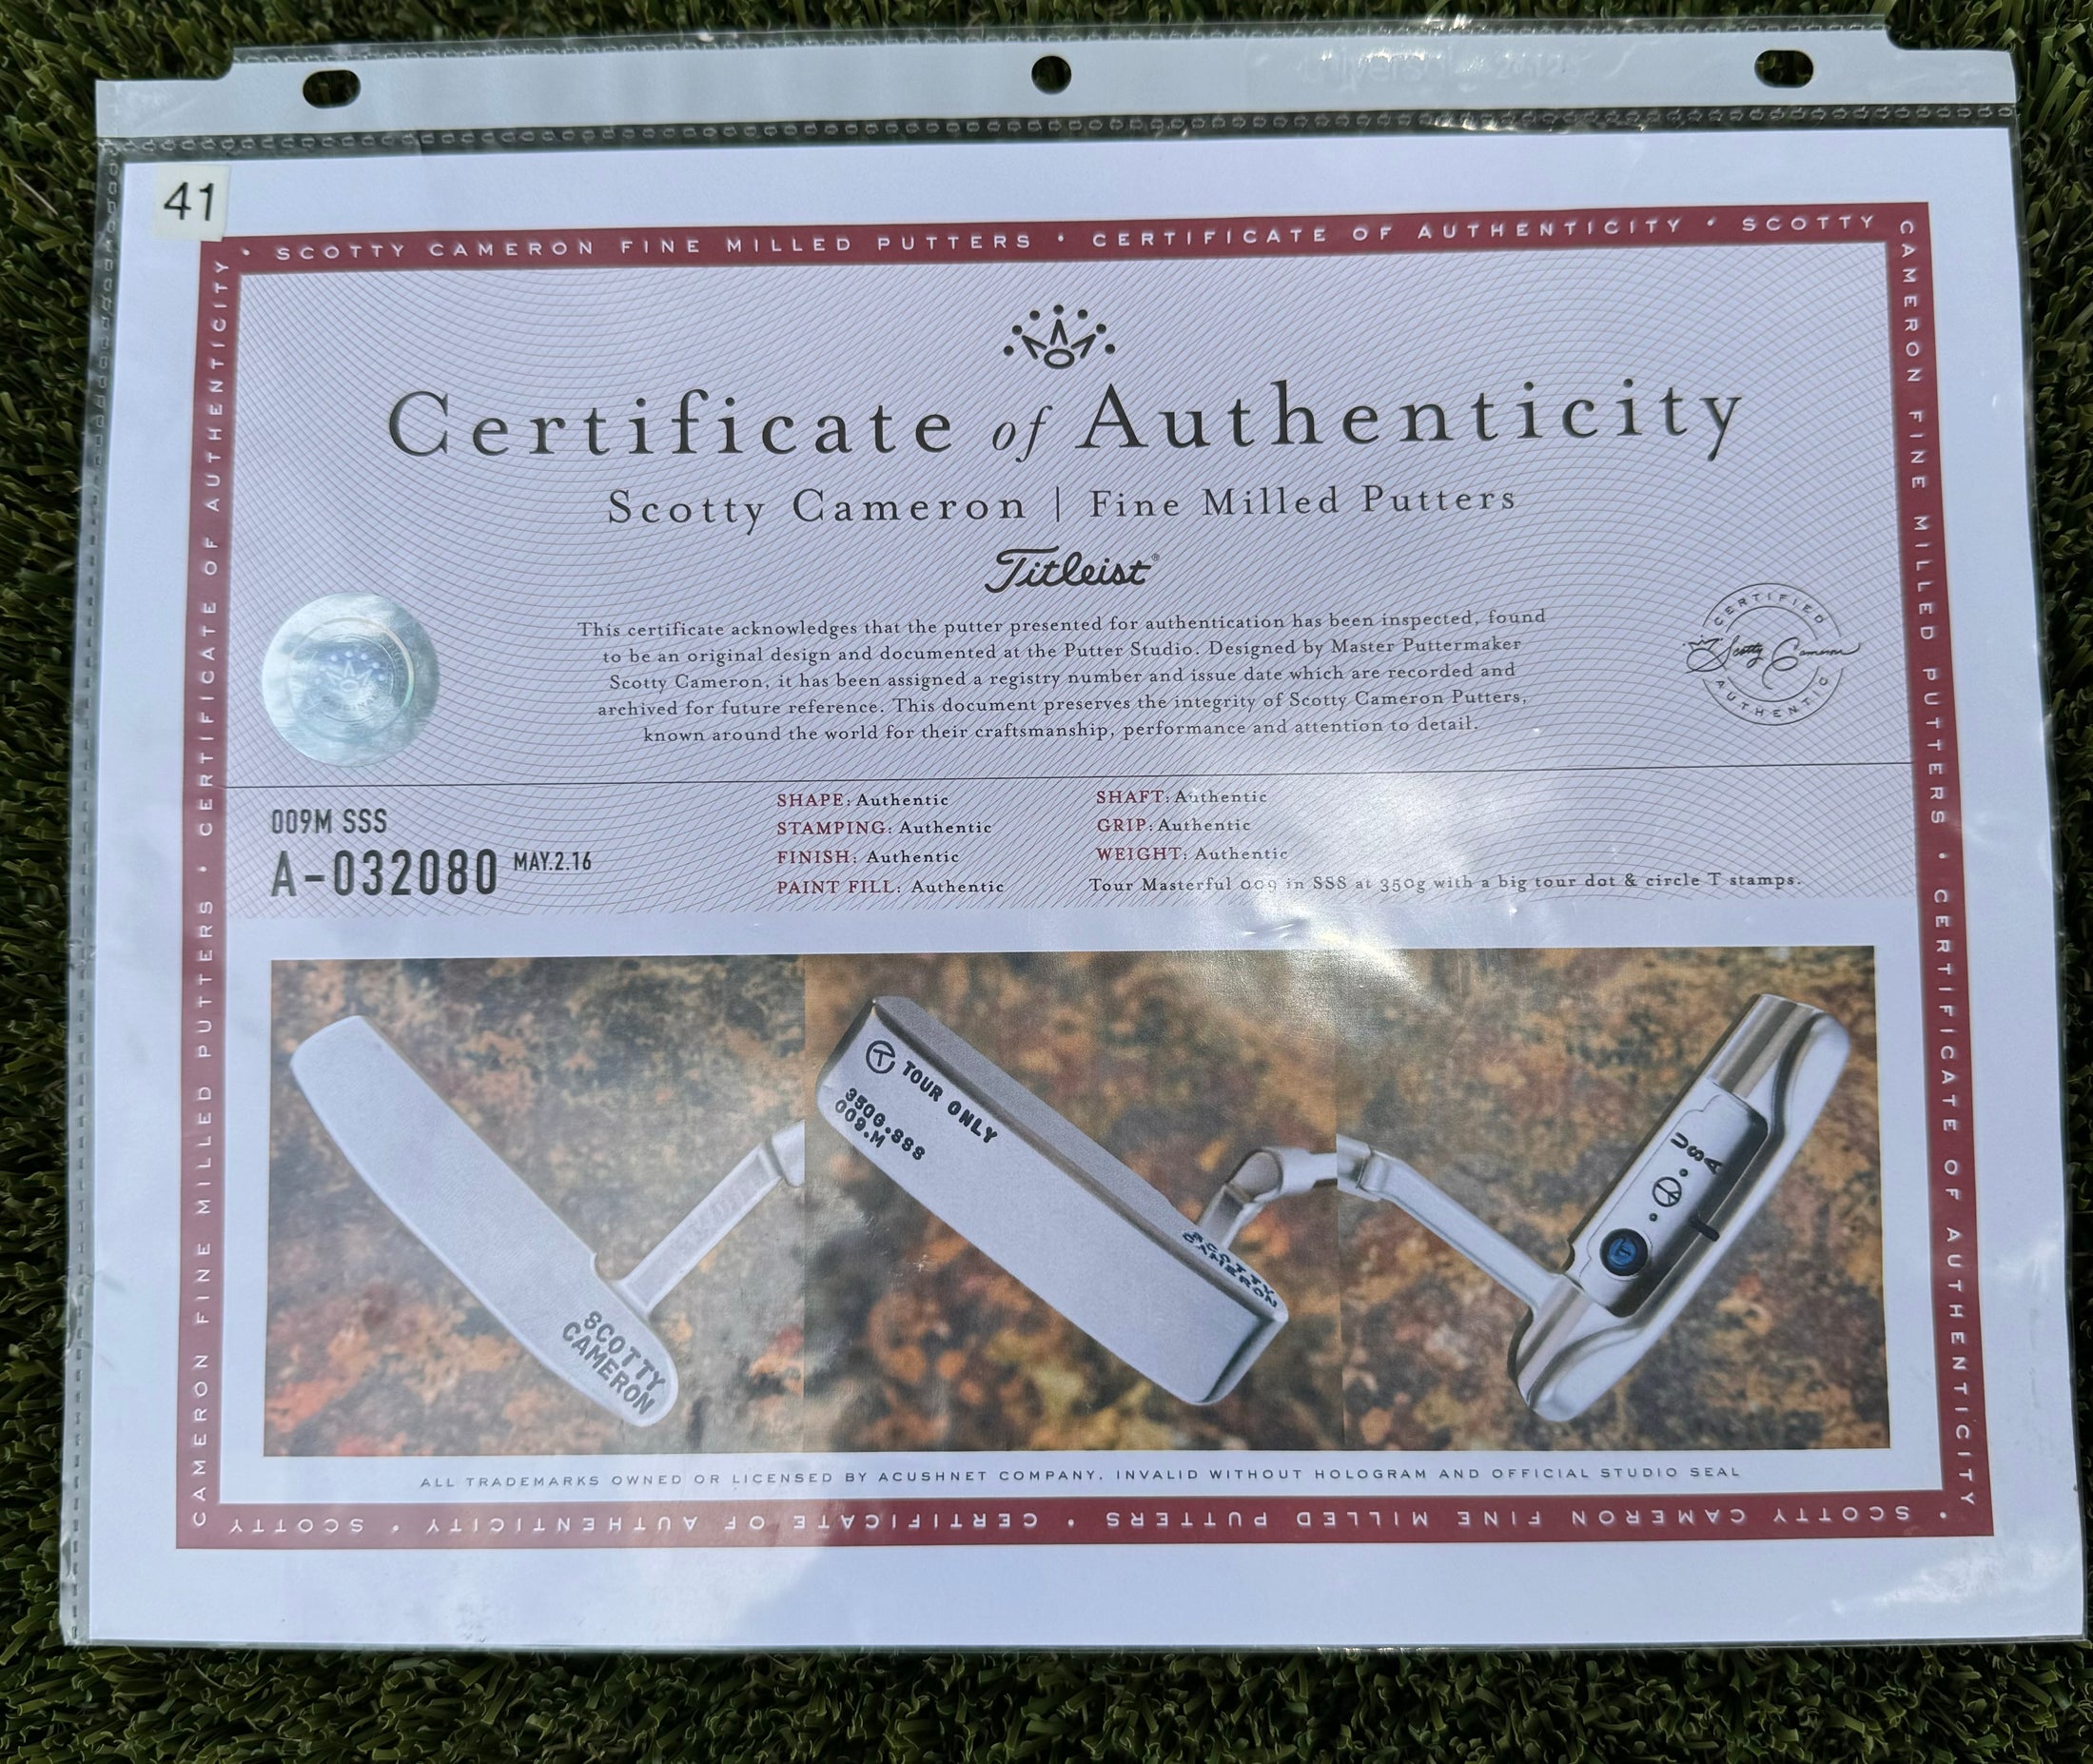 41
• SCOTTY CAMERON FINE MILLED PUTTERS • CERTIFICATE OF AUTHENTICITY • SCOTTY
CAMERON FINE MILLED PUTTERS • CERTIFICATE OF AUTHENTICITY
CAMERON FINE MILLED PUTTERS • CERTIFICATE OF AUTHENTICITY
Certificate of Authenticity
Scotty Cameron | Fine Milled Putters
Titleist®
This certificate acknowledges that the putter presented for authentication has been inspected, found
to be an original design and documented at the Putter Studio. Designed by Master Puttermaker
Scotty Cameron, it has been assigned a registry number and issue date which are recorded and
archived for future reference. This document preserves the integrity of Scotty Cameron Putters,
known around the world for their craftsmanship, performance and attention to detail.
CERTIFIED
Scotty Cameron
AUTHENTIC
009M SSS
A-032080 MAY.2.16
SHAPE: Authentic
STAMPING: Authentic
FINISH: Authentic
PAINT FILL: Authentic
SHAFT: Authentic
GRIP: Authentic
WEIGHT: Authentic
Tour Masterful 009 in SSS at 350g with a big tour dot & circle T stamps.
SCOTTY
CAMERON
T TOUR ONLY
350G.SSS
009.M
SCOTTY
CAMERON
USA
T
ALL TRADEMARKS OWNED OR LICENSED BY ACUSHNET COMPANY. INVALID WITHOUT HOLOGRAM AND OFFICIAL STUDIO SEAL
• SCOTTY CAMERON FINE MILLED PUTTERS • CERTIFICATE OF AUTHENTICITY • SCOTTY